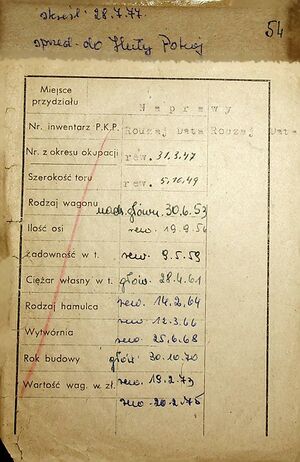 skreśl. 28.7.77.
sprzed. do Huty Pokój
54
Miejsce
przydziału
Naprawy
Nr. inwentarz P.K.P. Rodzaj Data Rodzaj Data
Nr. z okresu okupacji rew. 31.3.47
Szerokość toru rew. 5.10.49
Rodzaj wagonu nadz. główn. 30.6.53
Ilość osi rew. 19.9.56
Ładowność w t. rew. 9.5.59
Ciężar własny w t. głów. 28.4.61
Rodzaj hamulca rew. 14.2.64
rew. 12.3.66
Wytwórnia rew. 25.6.68
Rok budowy głów. 30.10.70
Wartość wag. w zł. rew. 19.2.73
rew. 20.2.75